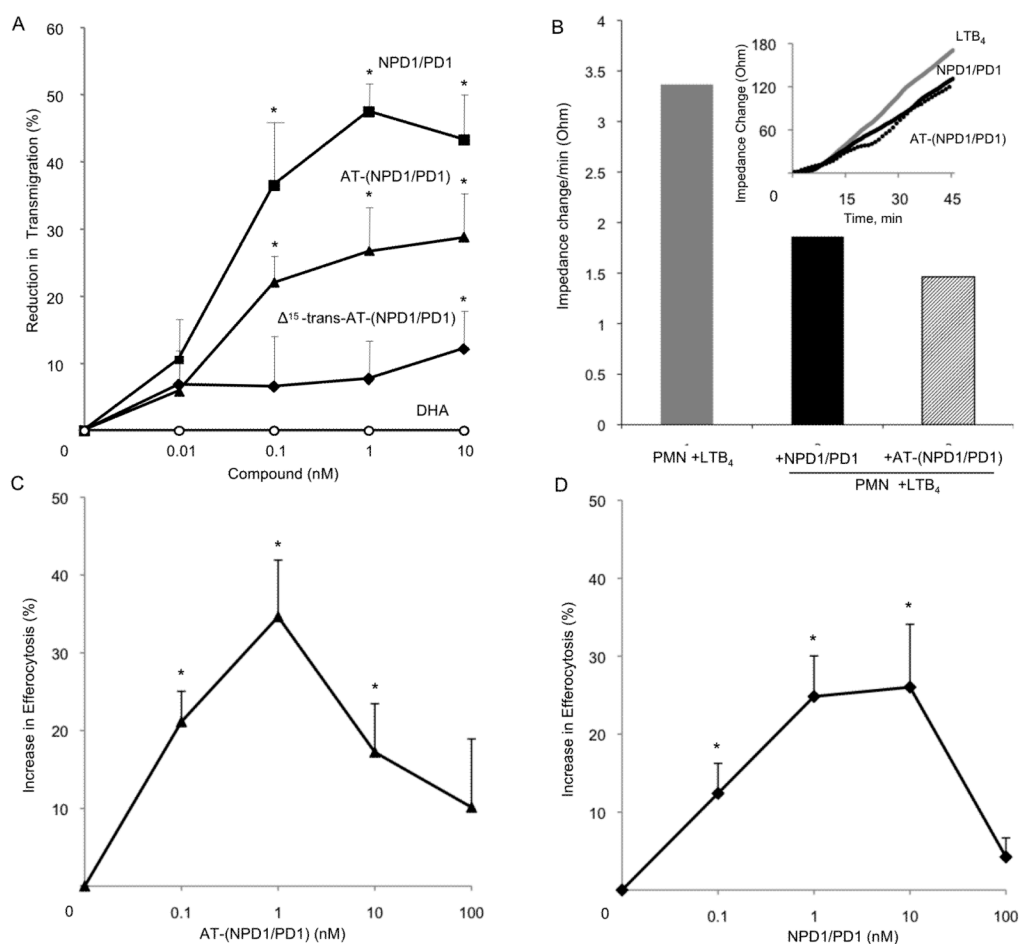 A
60
50
40
30
20
10
0
Reduction in Transmigration (%)
NPD1/PD1
* * *
AT-(NPD1/PD1)
* * *
Δ¹⁵-trans-AT-(NPD1/PD1)
*
DHA
0.01 0.1 1 10
Compound (nM)
B
4
3.5
3
2.5
2
1.5
1
0.5
0
Impedance change/min (Ohm)
180
120
60
0
Impedance Change (Ohm)
LTB₄
NPD1/PD1
AT-(NPD1/PD1)
15 30 45
Time, min
PMN +LTB₄ +NPD1/PD1 +AT-(NPD1/PD1)
PMN +LTB₄
C
50
40
30
20
10
0
Increase in Efferocytosis (%)
* * *
0.1 1 10 100
AT-(NPD1/PD1) (nM)
D
50
40
30
20
10
0
Increase in Efferocytosis (%)
* * *
0.1 1 10 100
NPD1/PD1 (nM)